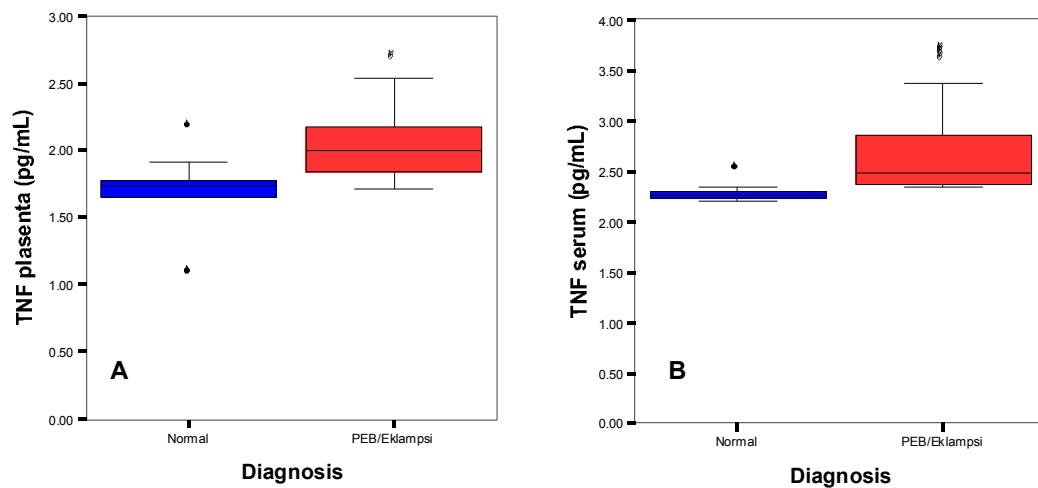 3.00
2.50
2.00
1.50
1.00
0.50
0.00
TNF plasenta (pg/mL)
A
Normal
PEB/Eklampsi
Diagnosis
4.00
3.50
3.00
2.50
2.00
1.50
1.00
2.50
0.00
TNF serum (pg/mL)
B
Normal
PEB/Eklampsi
Diagnosis